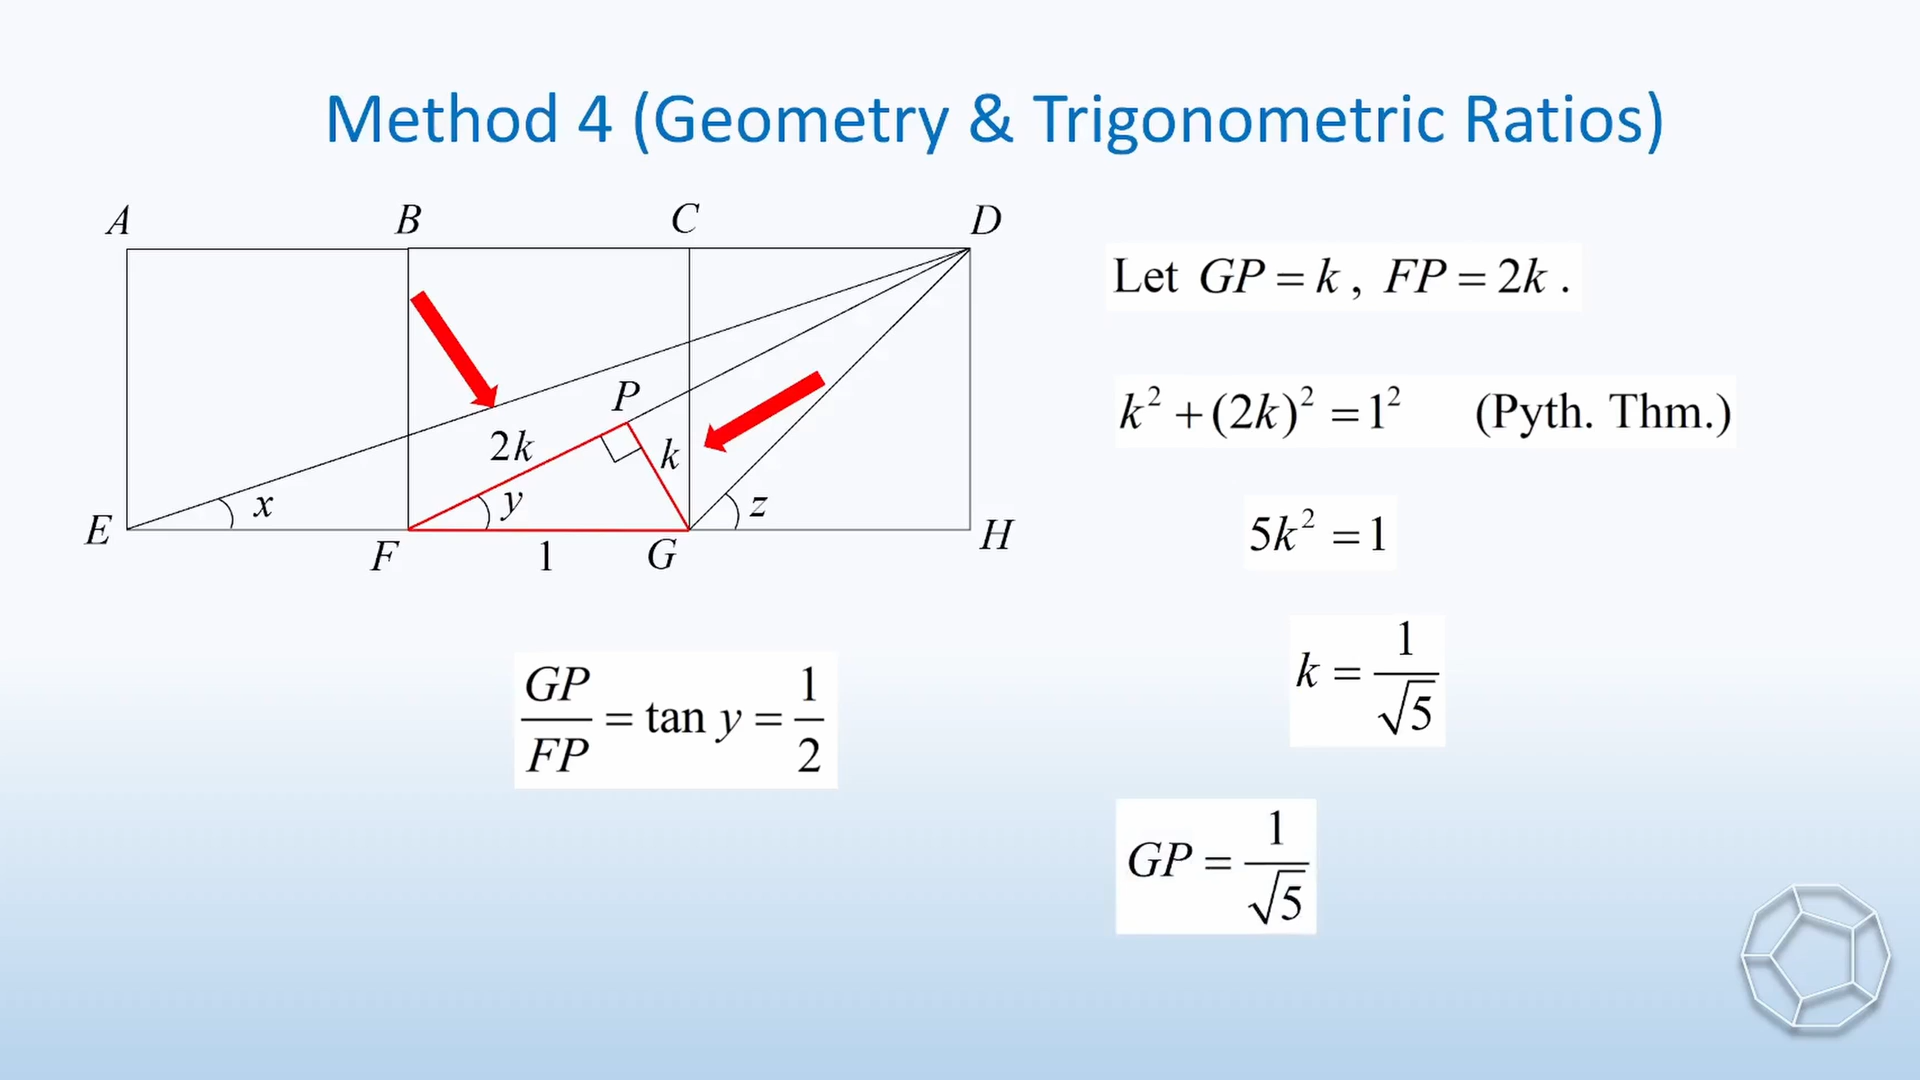 Method 4 (Geometry & Trigonometric Ratios)
A B C D
P
2k k
x y z
E F 1 G H
GP/FP = tan y = 1/2
Let GP = k , FP = 2k .
k² + (2k)² = 1² (Pyth. Thm.)
5k² = 1
k = 1/√5
GP = 1/√5